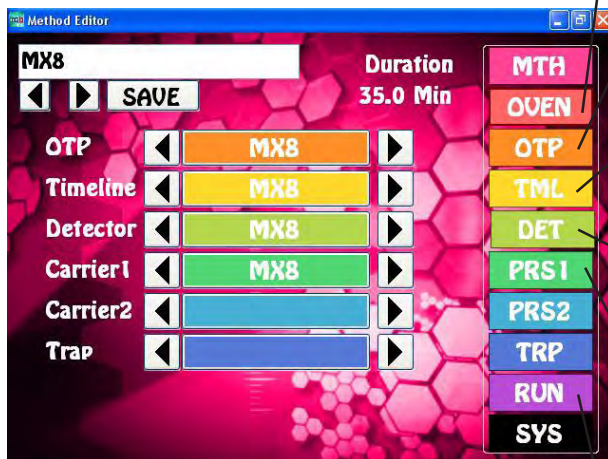 Method Editor
MX8
SAVE
Duration
35.0 Min
OTP MX8
Timeline MX8
Detector MX8
Carrier1 MX8
Carrier2
Trap
MTH
OVEN
OTP
TML
DET
PRS1
PRS2
TRP
RUN
SYS